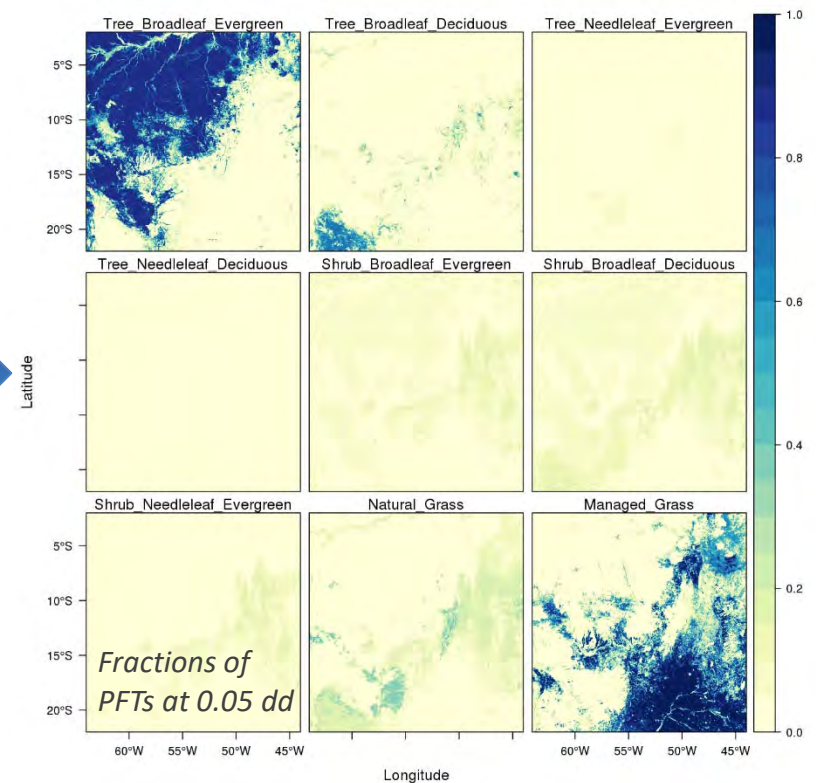 Tree_Broadleaf_Evergreen Tree_Broadleaf_Deciduous Tree_Needleleaf_Evergreen
1.0
5°S
10°S
15°S
20°S
0.8
Tree_Needleleaf_Deciduous Shrub_Broadleaf_Evergreen Shrub_Broadleaf_Deciduous
0.6
Latitude
0.4
Shrub_Needleleaf_Evergreen Natural_Grass Managed_Grass
5°S
10°S
15°S
20°S
0.2
Fractions of
PFTs at 0.05 dd
0.0
60°W 55°W 50°W 45°W 60°W 55°W 50°W 45°W
Longitude